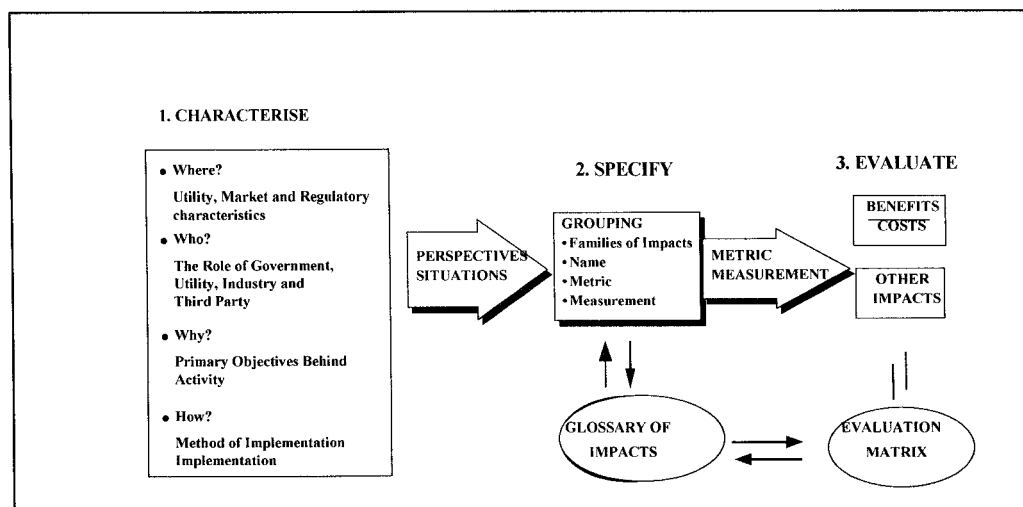 1. CHARACTERISE
• Where?
Utility, Market and Regulatory
characteristics
• Who?
The Role of Government,
Utility, Industry and
Third Party
• Why?
Primary Objectives Behind
Activity
• How?
Method of Implementation
Implementation
PERSPECTIVES
SITUATIONS
2. SPECIFY
GROUPING
• Families of Impacts
• Name
• Metric
• Measurement
METRIC
MEASUREMENT
3. EVALUATE
BENEFITS
COSTS
OTHER
IMPACTS
GLOSSARY OF
IMPACTS
EVALUATION
MATRIX